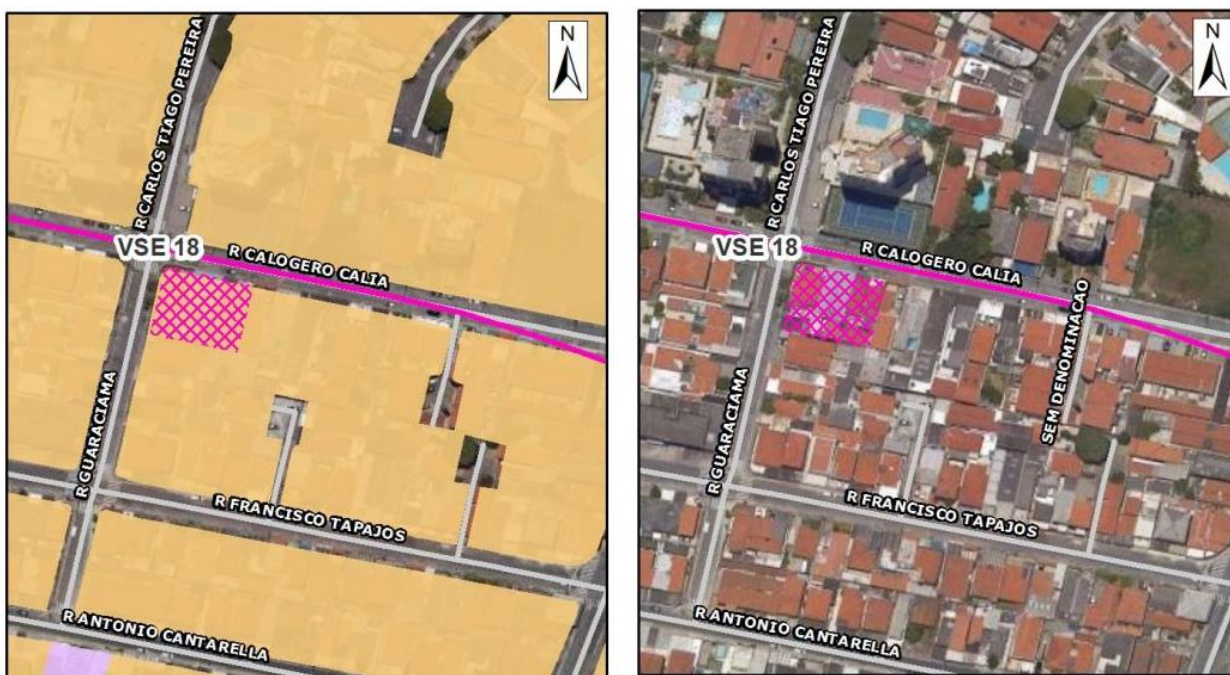 N
R CARLOS TIAGO PEREIRA
VSE 18
R CALOGERO CALIA
R GUARACIAMA
R FRANCISCO TAPAJOS
R ANTONIO CANTARELLA
N
R CARLOS TIAGO PEREIRA
VSE 18
R CALOGERO CALIA
SEM DENOMINACAO
R GUARACIAMA
R FRANCISCO TAPAJOS
R ANTONIO CANTARELLA